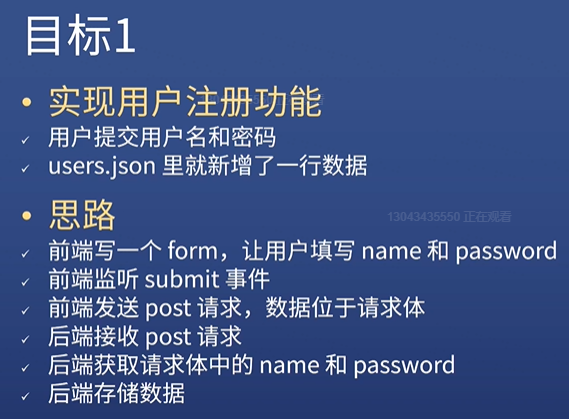 目标1
• 实现用户注册功能
✓ 用户提交用户名和密码
✓ users.json 里就新增了一行数据
• 思路
13043435550 正在观看
✓ 前端写一个 form，让用户填写 name 和 password
✓ 前端监听 submit 事件
✓ 前端发送 post 请求，数据位于请求体
✓ 后端接收 post 请求
✓ 后端获取请求体中的 name 和 password
✓ 后端存储数据